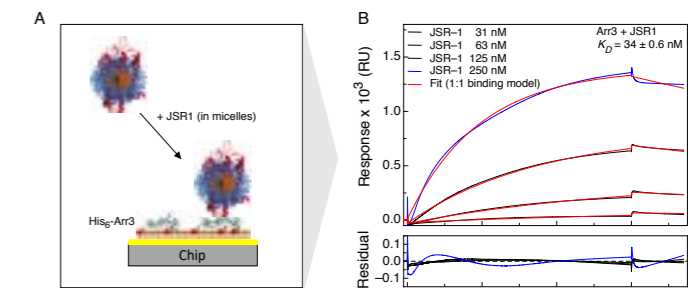 A
+ JSR1 (in micelles)
His6-Arr3
Chip
B
JSR–1 31 nM
JSR–1 63 nM
JSR–1 125 nM
JSR–1 250 nM
Fit (1:1 binding model)
Arr3 + JSR1
KD = 34 ± 0.6 nM
Response x 10³ (RU)
1.5
1.0
0.5
0.0
Residual
0.1
0.0
−0.1